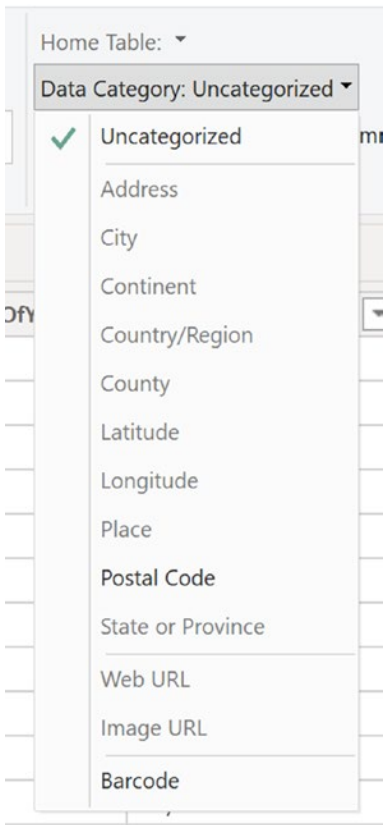 Home Table:
Data Category: Uncategorized
Uncategorized
Address
City
Continent
Country/Region
County
Latitude
Longitude
Place
Postal Code
State or Province
Web URL
Image URL
Barcode